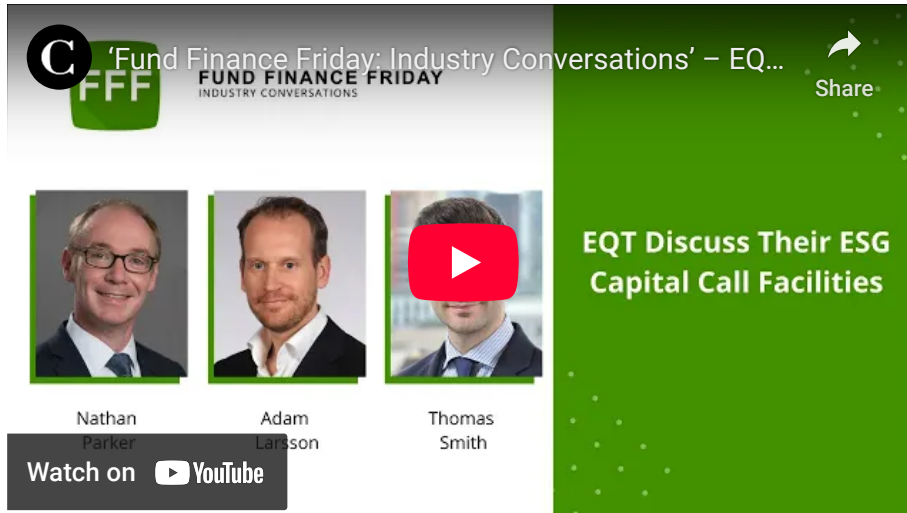 C
‘Fund Finance Friday: Industry Conversations’ – EQ...
Share
FFF
FUND FINANCE FRIDAY
INDUSTRY CONVERSATIONS
EQT Discuss Their ESG
Capital Call Facilities
Nathan
Parker
Adam
Larsson
Thomas
Smith
Watch on YouTube